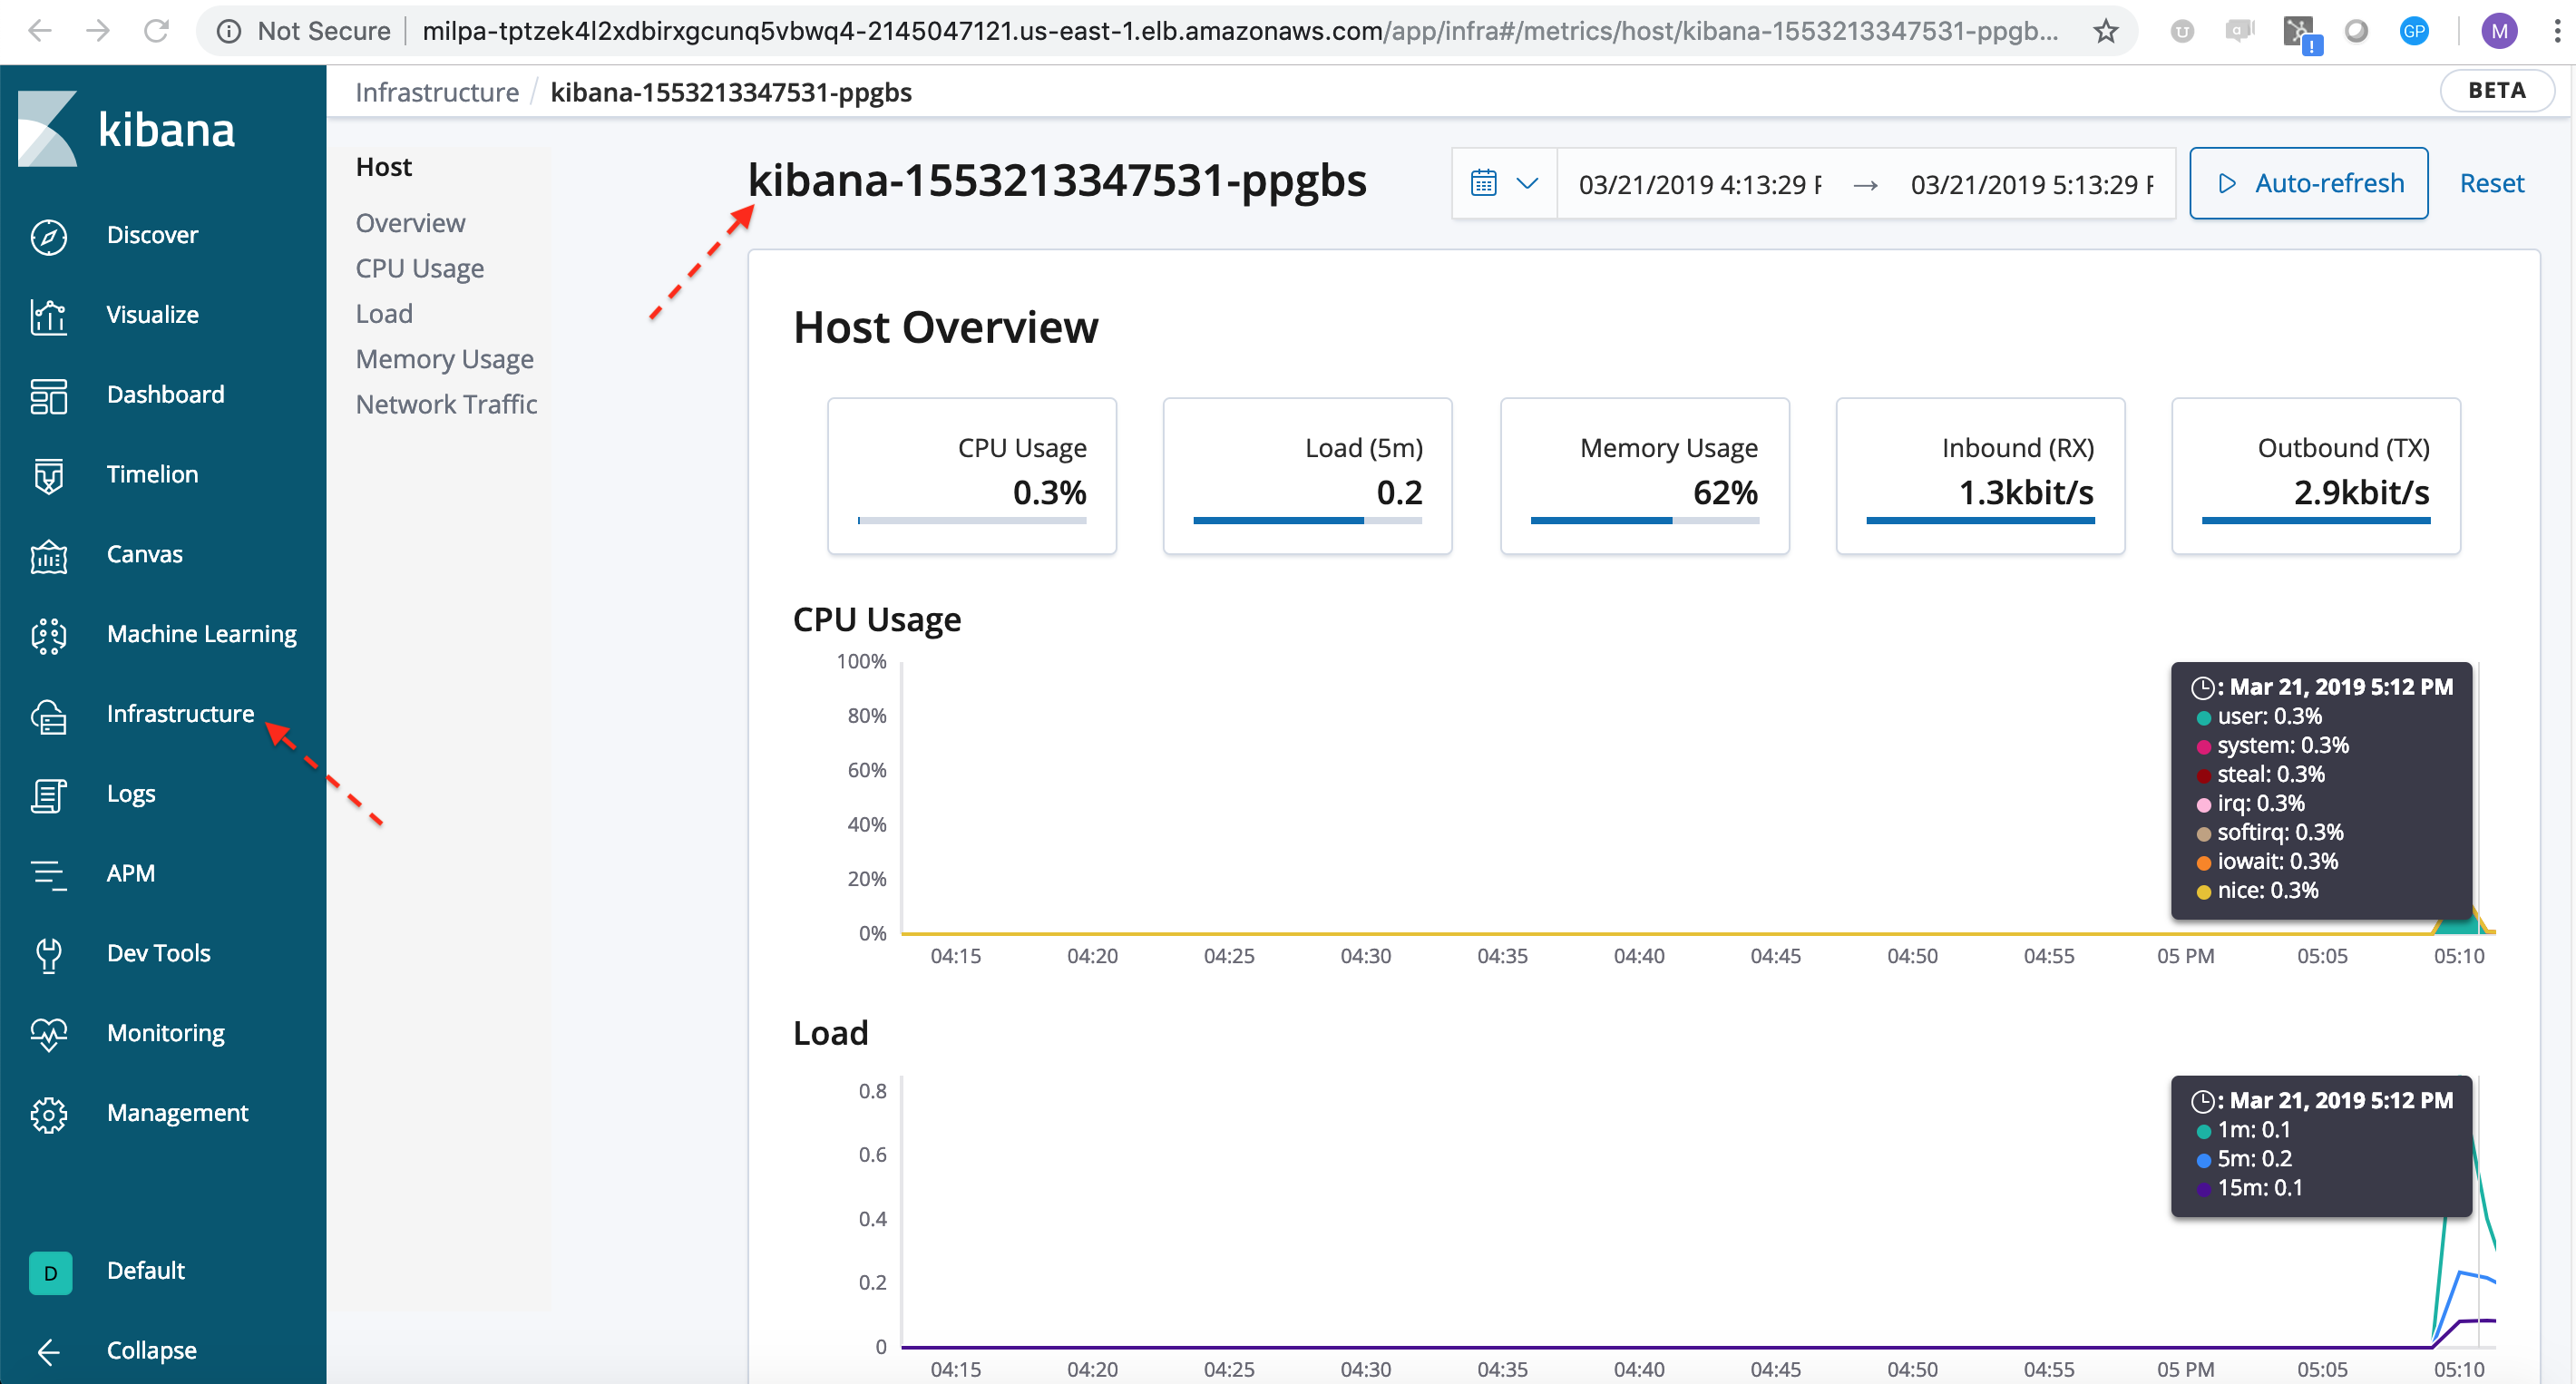 Not Secure | milpa-tptzek4l2xdbirxgcunq5vbwq4-2145047121.us-east-1.elb.amazonaws.com/app/infra#/metrics/host/kibana-1553213347531-ppgb...
GP
M
kibana
Infrastructure / kibana-1553213347531-ppgbs
BETA
Discover
Visualize
Dashboard
Timelion
Canvas
Machine Learning
Infrastructure
Logs
APM
Dev Tools
Monitoring
Management
D Default
Collapse
Host
Overview
CPU Usage
Load
Memory Usage
Network Traffic
kibana-1553213347531-ppgbs
03/21/2019 4:13:29 P → 03/21/2019 5:13:29 P
Auto-refresh
Reset
Host Overview
CPU Usage
0.3%
Load (5m)
0.2
Memory Usage
62%
Inbound (RX)
1.3kbit/s
Outbound (TX)
2.9kbit/s
CPU Usage
100%
80%
60%
40%
20%
0%
04:15 04:20 04:25 04:30 04:35 04:40 04:45 04:50 04:55 05 PM 05:05 05:10
: Mar 21, 2019 5:12 PM
user: 0.3%
system: 0.3%
steal: 0.3%
irq: 0.3%
softirq: 0.3%
iowait: 0.3%
nice: 0.3%
Load
0.8
0.6
0.4
0.2
0
04:15 04:20 04:25 04:30 04:35 04:40 04:45 04:50 04:55 05 PM 05:05 05:10
: Mar 21, 2019 5:12 PM
1m: 0.1
5m: 0.2
15m: 0.1